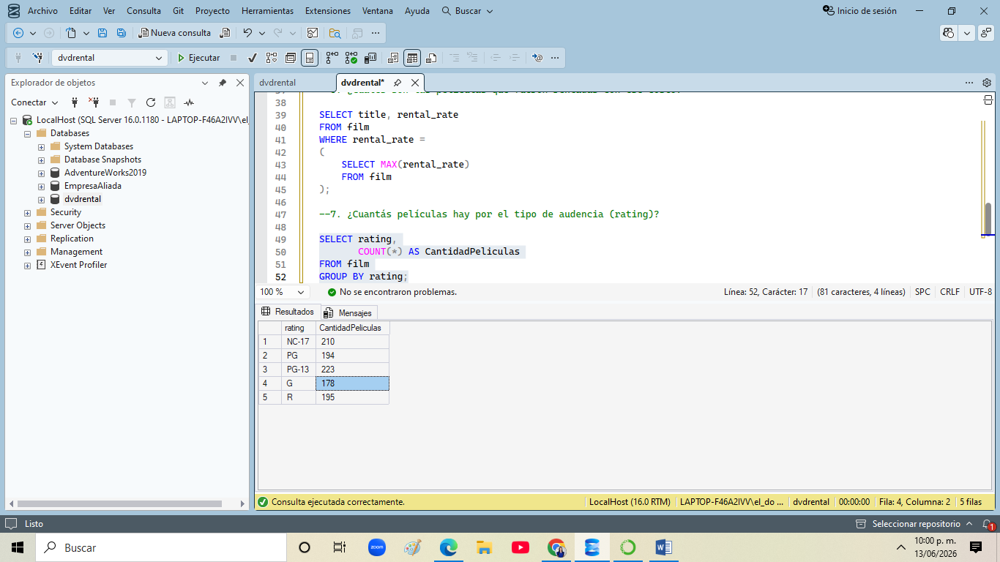 Archivo Editar Ver Consulta Git Proyecto Herramientas Extensiones Ventana Ayuda Buscar Inicio de sesión
Nueva consulta
dvdrental Ejecutar
Explorador de objetos
Conectar
LocalHost (SQL Server 16.0.1180 - LAPTOP-F46A2IVV\el_
Databases
System Databases
Database Snapshots
AdventureWorks2019
EmpresaAliada
dvdrental
Security
Server Objects
Replication
Management
XEvent Profiler
dvdrental dvdrental*
38
39 SELECT title, rental_rate
40 FROM film
41 WHERE rental_rate =
42 (
43 SELECT MAX(rental_rate)
44 FROM film
45 );
46
47 --7. ¿Cuantás peliculas hay por el tipo de audencia (rating)?
48
49 SELECT rating,
50 COUNT(*) AS CantidadPeliculas
51 FROM film
52 GROUP BY rating;
100 % No se encontraron problemas. Línea: 52, Carácter: 17 (81 caracteres, 4 líneas) SPC CRLF UTF-8
Resultados Mensajes
rating CantidadPeliculas
1 NC-17 210
2 PG 194
3 PG-13 223
4 G 178
5 R 195
Consulta ejecutada correctamente. LocalHost (16.0 RTM) LAPTOP-F46A2IVV\el_do ... dvdrental 00:00:00 Fila: 4, Columna: 2 5 filas
Listo Seleccionar repositorio 1
Buscar zoom 10:00 p. m.
13/06/2026